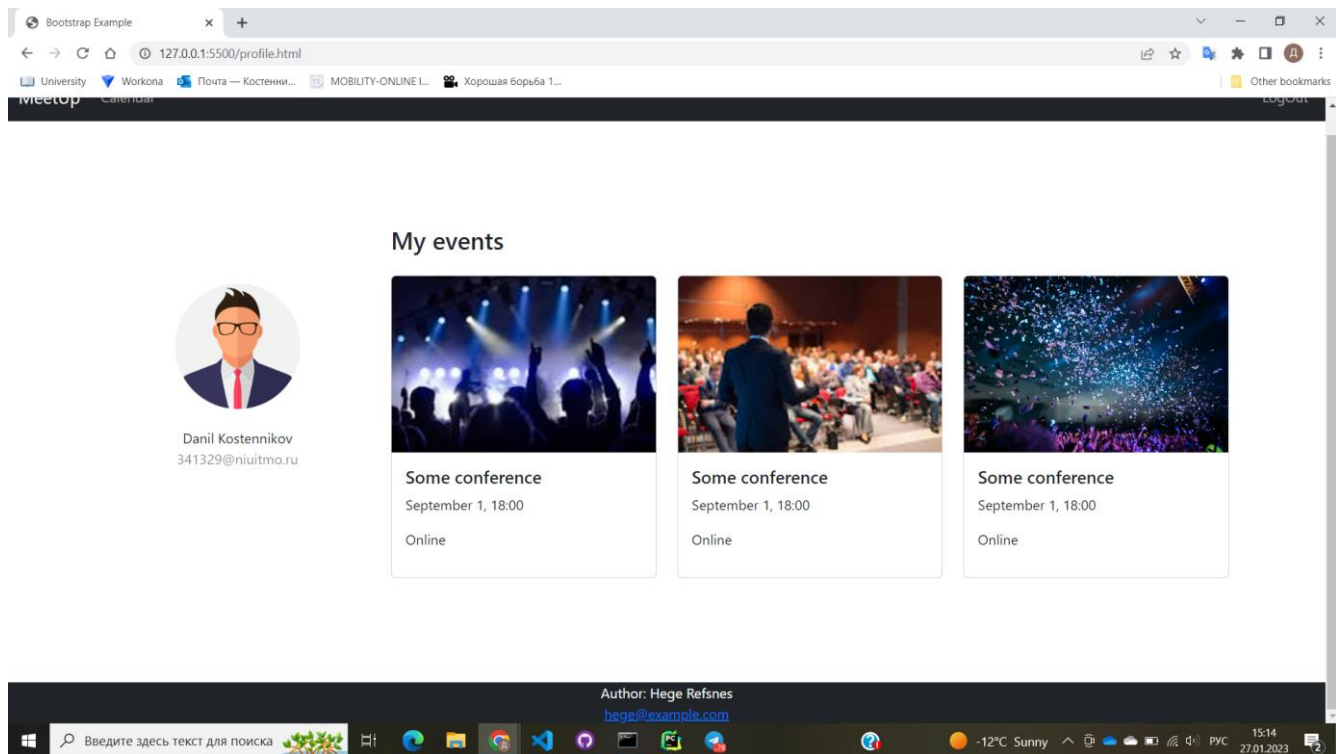 Bootstrap Example
127.0.0.1:5500/profile.html
Д
University Workona Почта — Костенни... MOBILITY-ONLINE I... Хорошая борьба 1... Other bookmarks
MeetUp Calendar LogOut
My events
Danil Kostennikov
341329@niuitmo.ru
Some conference
September 1, 18:00
Online
Some conference
September 1, 18:00
Online
Some conference
September 1, 18:00
Online
Author: Hege Refsnes
hege@example.com
Введите здесь текст для поиска
-12°C Sunny
РУС
15:14
27.01.2023